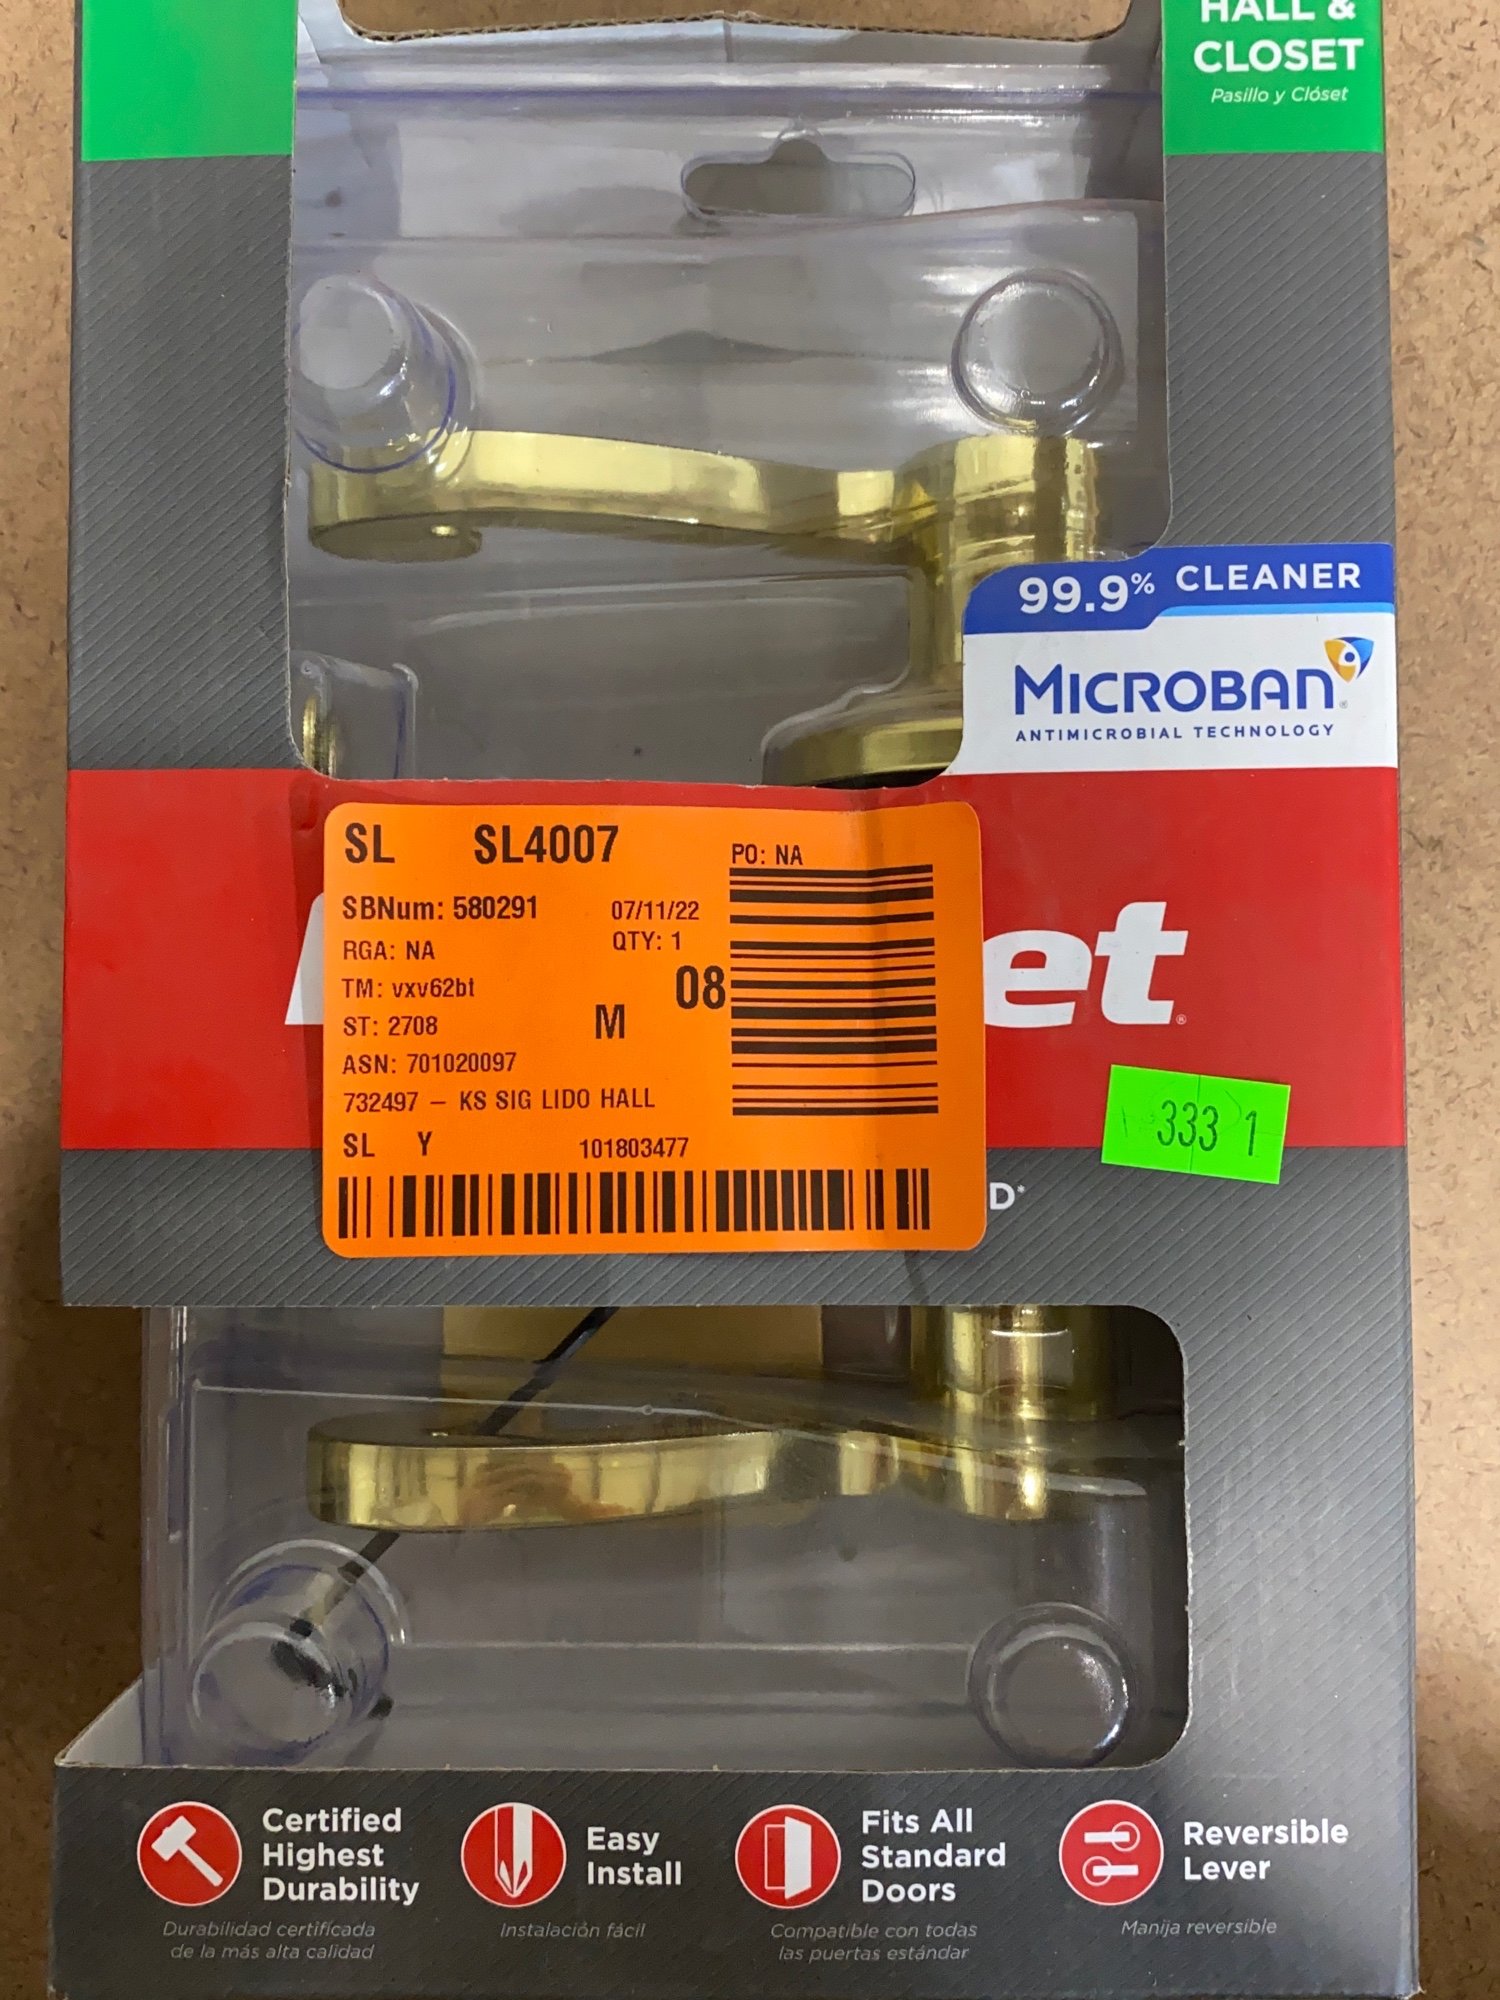 HALL &
CLOSET
Pasillo y Clóset
99.9% CLEANER
MICROBAN®
ANTIMICROBIAL TECHNOLOGY
SL SL4007
PO: NA
SBNum: 580291 07/11/22
RGA: NA QTY: 1
TM: vxv62bt 08
ST: 2708 M
ASN: 701020097
732497 – KS SIG LIDO HALL
SL Y 101803477
et®
333 1
D*
Certified
Highest
Durability
Durabilidad certificada
de la más alta calidad
Easy
Install
Instalación fácil
Fits All
Standard
Doors
Compatible con todas
las puertas estándar
Reversible
Lever
Manija reversible